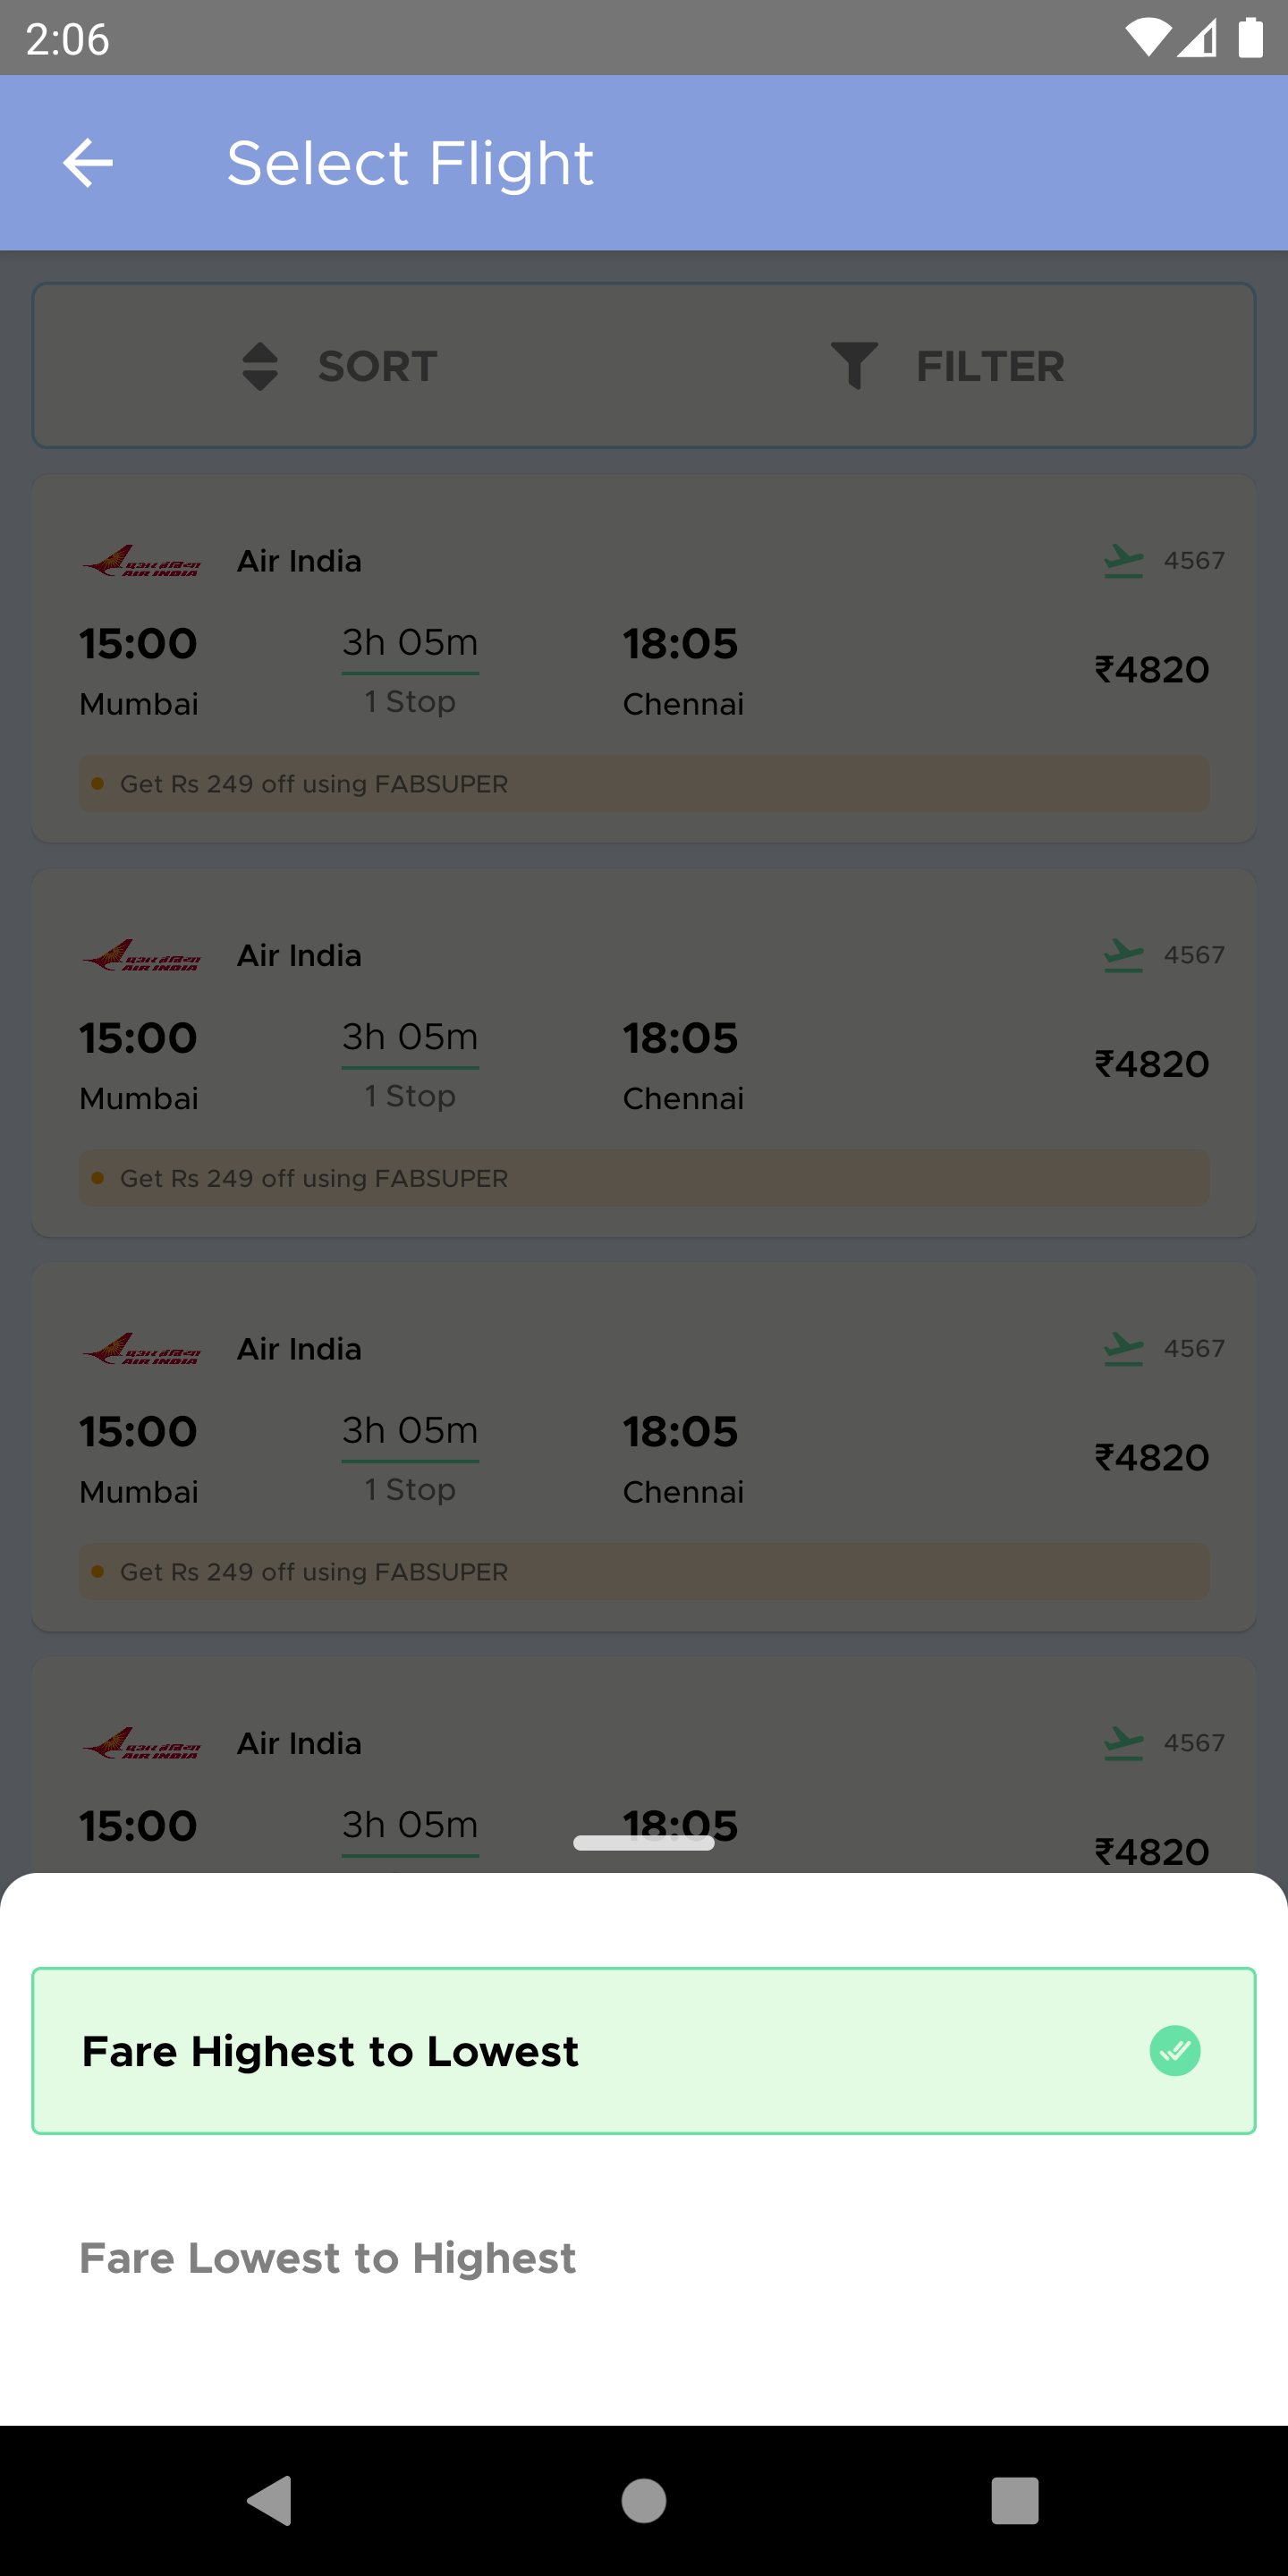 2:06
Select Flight
SORT FILTER
Air India 4567
15:00 3h 05m 18:05 ₹4820
Mumbai 1 Stop Chennai
Get Rs 249 off using FABSUPER
Air India 4567
15:00 3h 05m 18:05 ₹4820
Mumbai 1 Stop Chennai
Get Rs 249 off using FABSUPER
Air India 4567
15:00 3h 05m 18:05 ₹4820
Mumbai 1 Stop Chennai
Get Rs 249 off using FABSUPER
Air India 4567
15:00 3h 05m 18:05 ₹4820
Fare Highest to Lowest
Fare Lowest to Highest